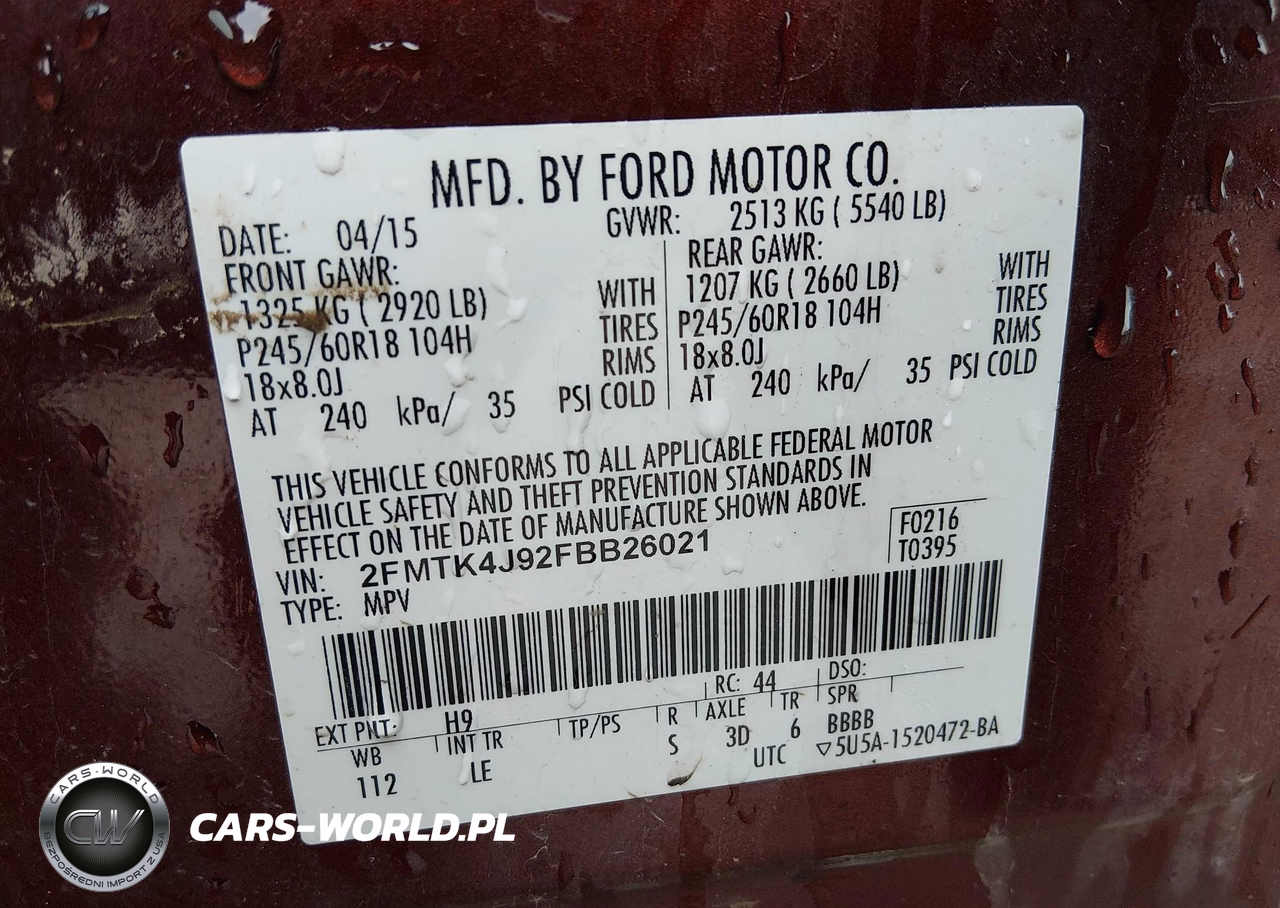 MFD. BY FORD MOTOR CO.
DATE: 04/15 GVWR: 2513 KG ( 5540 LB)
FRONT GAWR: REAR GAWR:
1325 KG ( 2920 LB) WITH 1207 KG ( 2660 LB) WITH
P245/60R18 104H TIRES P245/60R18 104H TIRES
18x8.0J RIMS 18x8.0J RIMS
AT 240 kPa/ 35 PSI COLD AT 240 kPa/ 35 PSI COLD
THIS VEHICLE CONFORMS TO ALL APPLICABLE FEDERAL MOTOR
VEHICLE SAFETY AND THEFT PREVENTION STANDARDS IN
EFFECT ON THE DATE OF MANUFACTURE SHOWN ABOVE.
VIN: 2FMTK4J92FBB26021 F0216
TYPE: MPV T0395
EXT PNT: H9 RC: 44 DSO:
WB INT TR TP/PS R AXLE TR SPR
112 LE S 3D 6 BBBB
UTC ▽5U5A-1520472-BA
CARS-WORLD
CW
BEZPOŚREDNI IMPORT Z USA
CARS-WORLD.PL